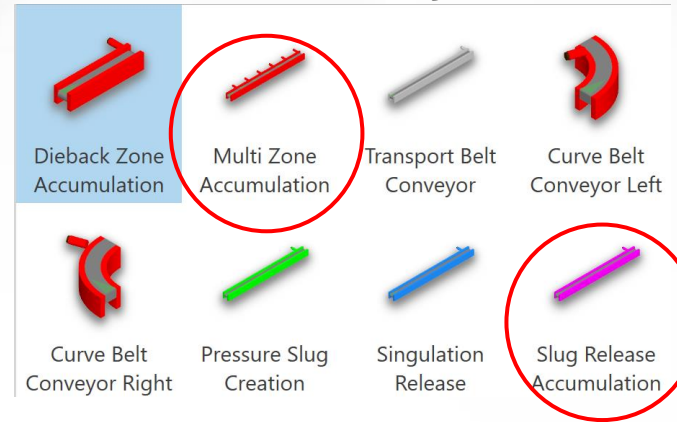 Dieback Zone
Accumulation
Multi Zone
Accumulation
Transport Belt
Conveyor
Curve Belt
Conveyor Left
Curve Belt
Conveyor Right
Pressure Slug
Creation
Singulation
Release
Slug Release
Accumulation